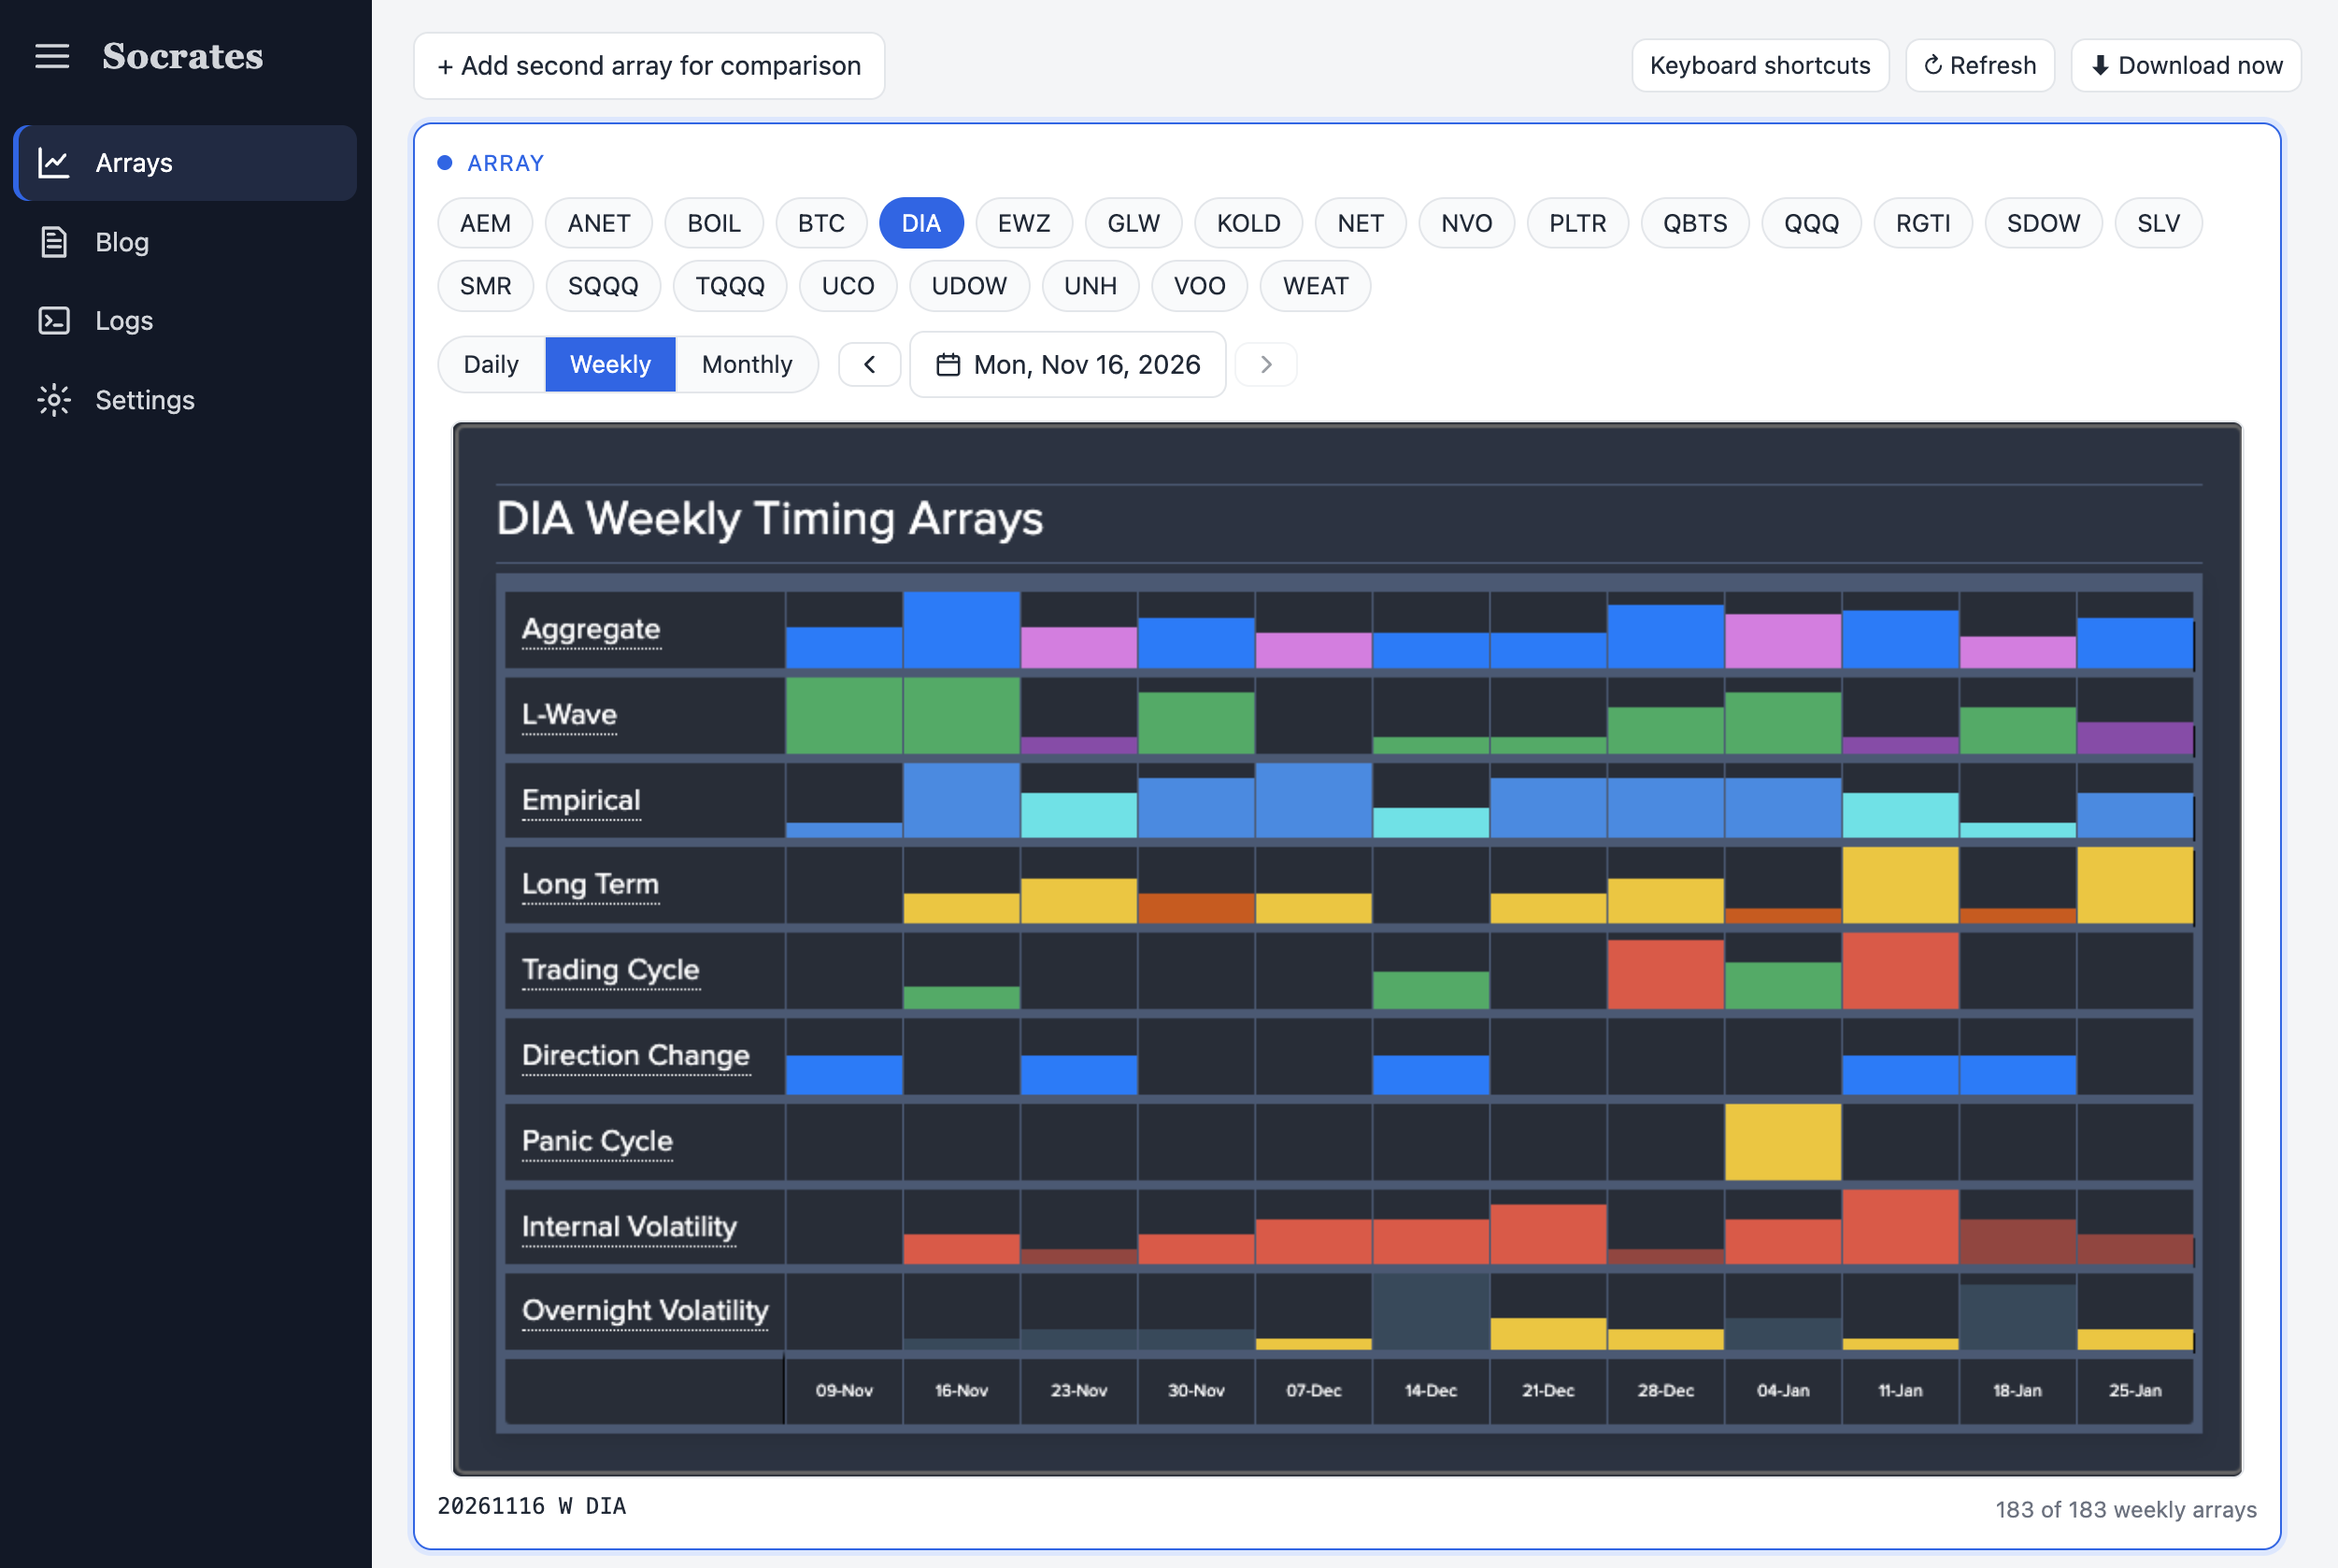 Socrates
Arrays
Blog
Logs
Settings
+ Add second array for comparison
Keyboard shortcuts
Refresh
Download now
ARRAY
AEM ANET BOIL BTC DIA EWZ GLW KOLD NET NVO PLTR QBTS QQQ RGTI SDOW SLV
SMR SQQQ TQQQ UCO UDOW UNH VOO WEAT
Daily Weekly Monthly Mon, Nov 16, 2026
DIA Weekly Timing Arrays
Aggregate
L-Wave
Empirical
Long Term
Trading Cycle
Direction Change
Panic Cycle
Internal Volatility
Overnight Volatility
09-Nov 16-Nov 23-Nov 30-Nov 07-Dec 14-Dec 21-Dec 28-Dec 04-Jan 11-Jan 18-Jan 25-Jan
20261116 W DIA
183 of 183 weekly arrays